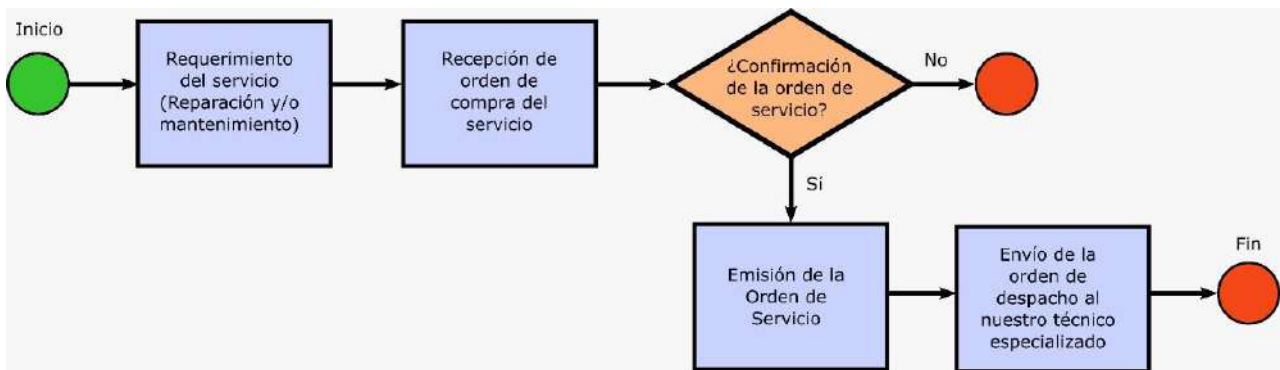 Inicio
Requerimiento
del servicio
(Reparación y/o
mantenimiento)
Recepción de
orden de
compra del
servicio
¿Confirmación
de la orden de
servicio?
No
Sí
Emisión de la
Orden de
Servicio
Envío de la
orden de
despacho al
nuestro técnico
especializado
Fin